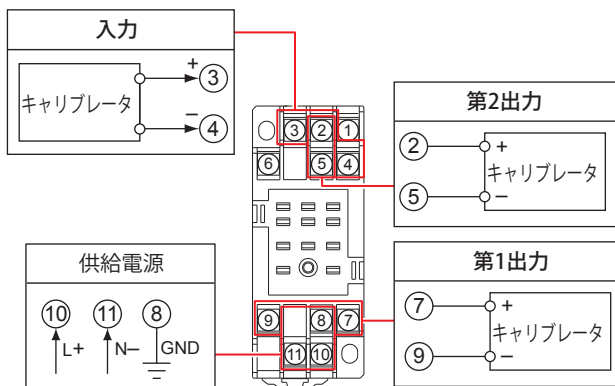 入力
キャリブレータ
+
③
−
④
③ ② ①
⑥ ⑤ ④
第2出力
②
+
キャリブレータ
⑤
−
供給電源
⑩ ⑪ ⑧
L+ N− GND
⑨ ⑧ ⑦
⑪ ⑩
第1出力
⑦
+
キャリブレータ
⑨
−